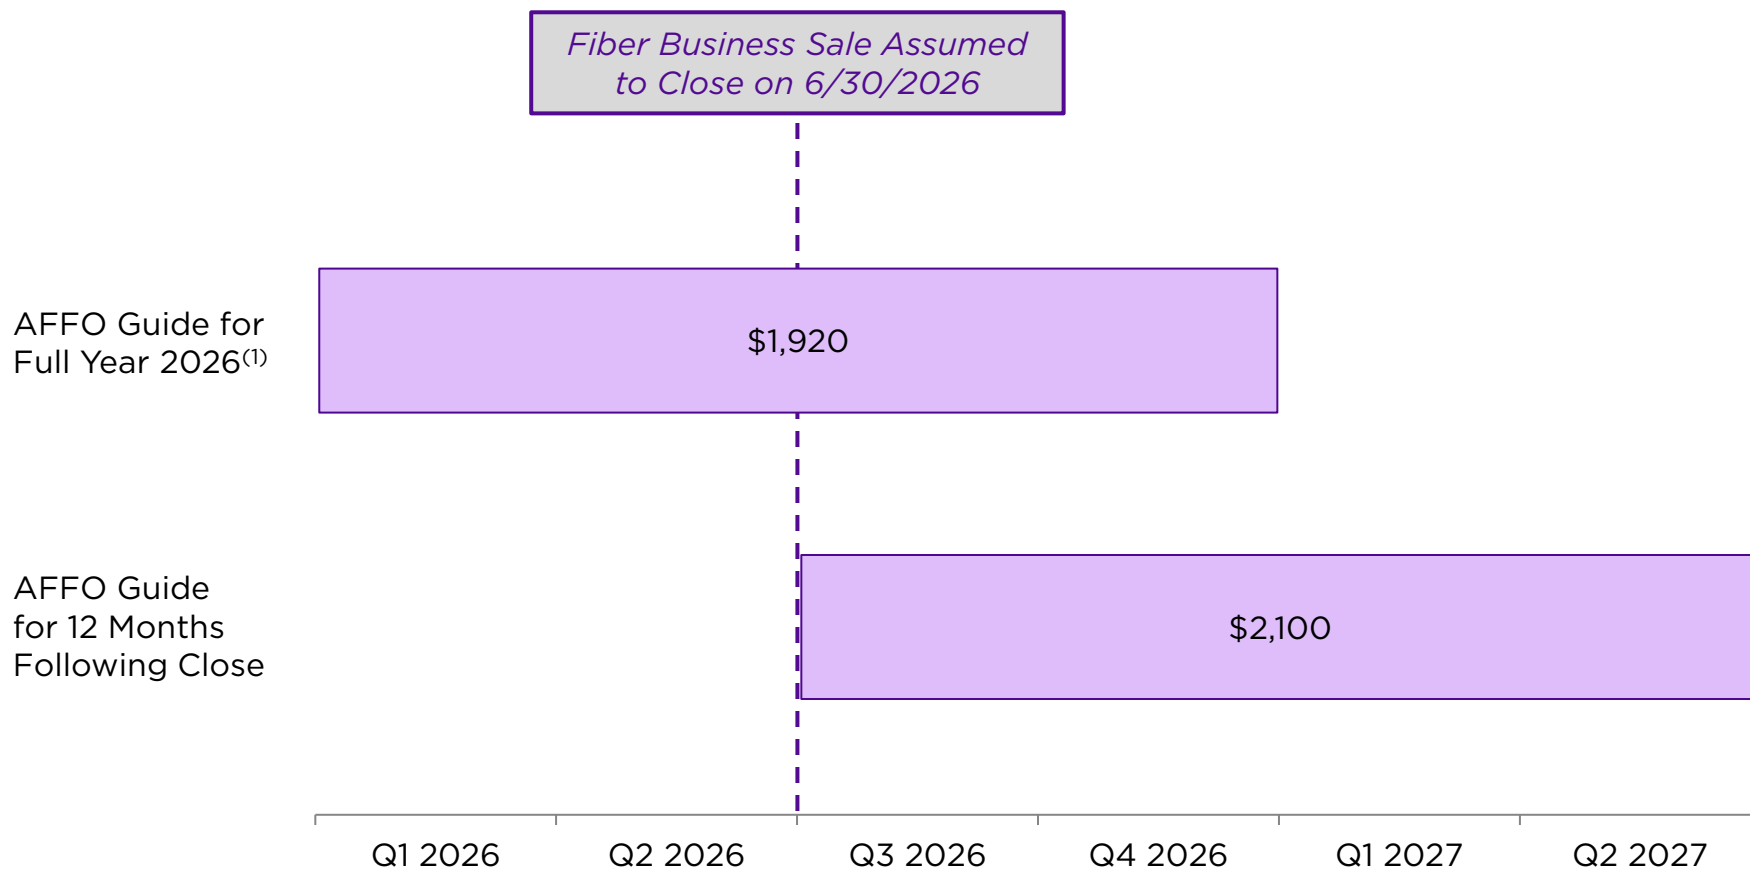 Fiber Business Sale Assumed
to Close on 6/30/2026
AFFO Guide for
Full Year 2026(1)
$1,920
AFFO Guide
for 12 Months
Following Close
$2,100
Q1 2026
Q2 2026
Q3 2026
Q4 2026
Q1 2027
Q2 2027